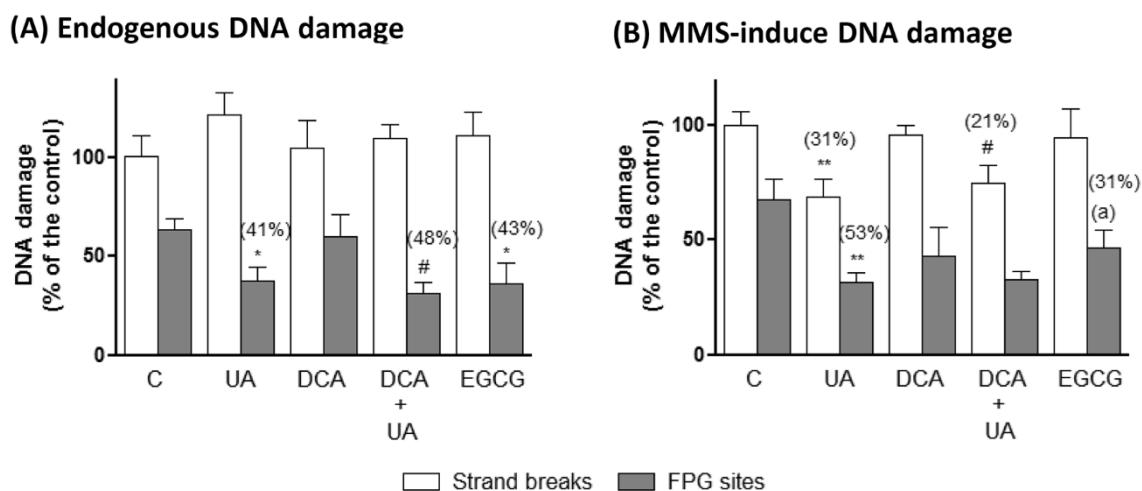 (A) Endogenous DNA damage
DNA damage
(% of the control)
100
50
0
(41%)
*
(48%)
#
(43%)
*
C UA DCA DCA EGCG
+
UA
(B) MMS-induce DNA damage
DNA damage
(% of the control)
100
50
0
(31%)
**
(53%)
**
(21%)
#
(31%)
(a)
C UA DCA DCA EGCG
+
UA
Strand breaks FPG sites